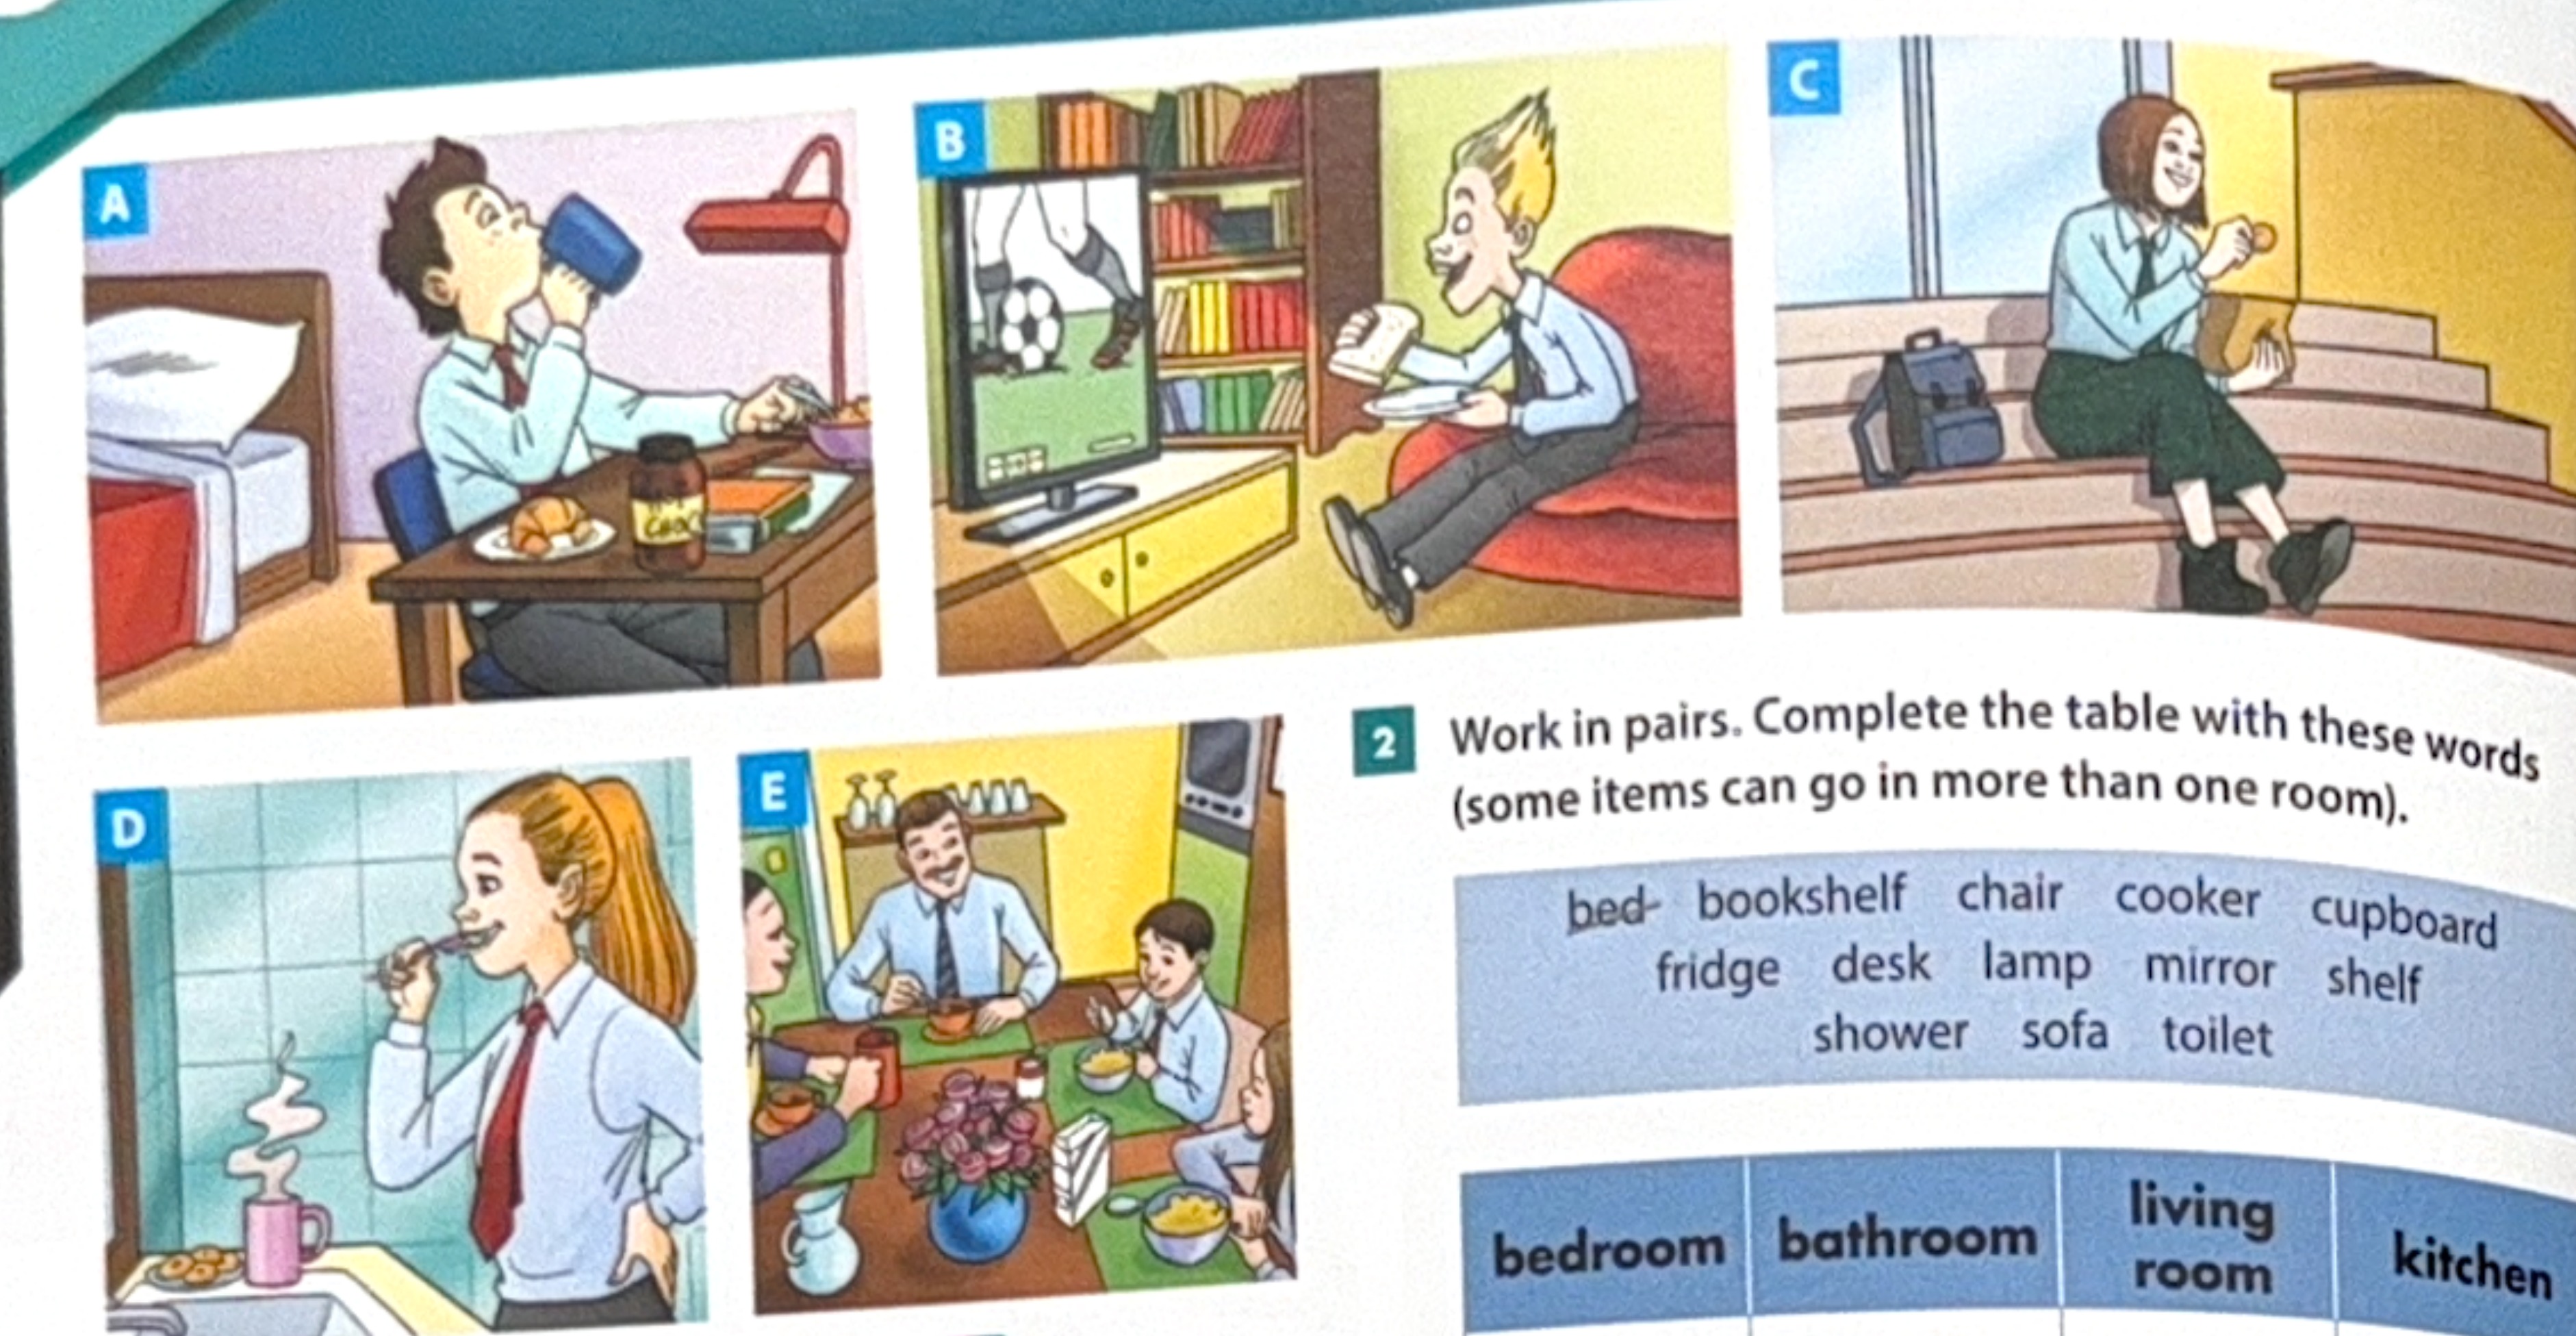 A
B
C
CHOC
D
E
2 Work in pairs. Complete the table with these words
(some items can go in more than one room).
bed bookshelf chair cooker cupboard
fridge desk lamp mirror shelf
shower sofa toilet
bedroom bathroom living room kitchen